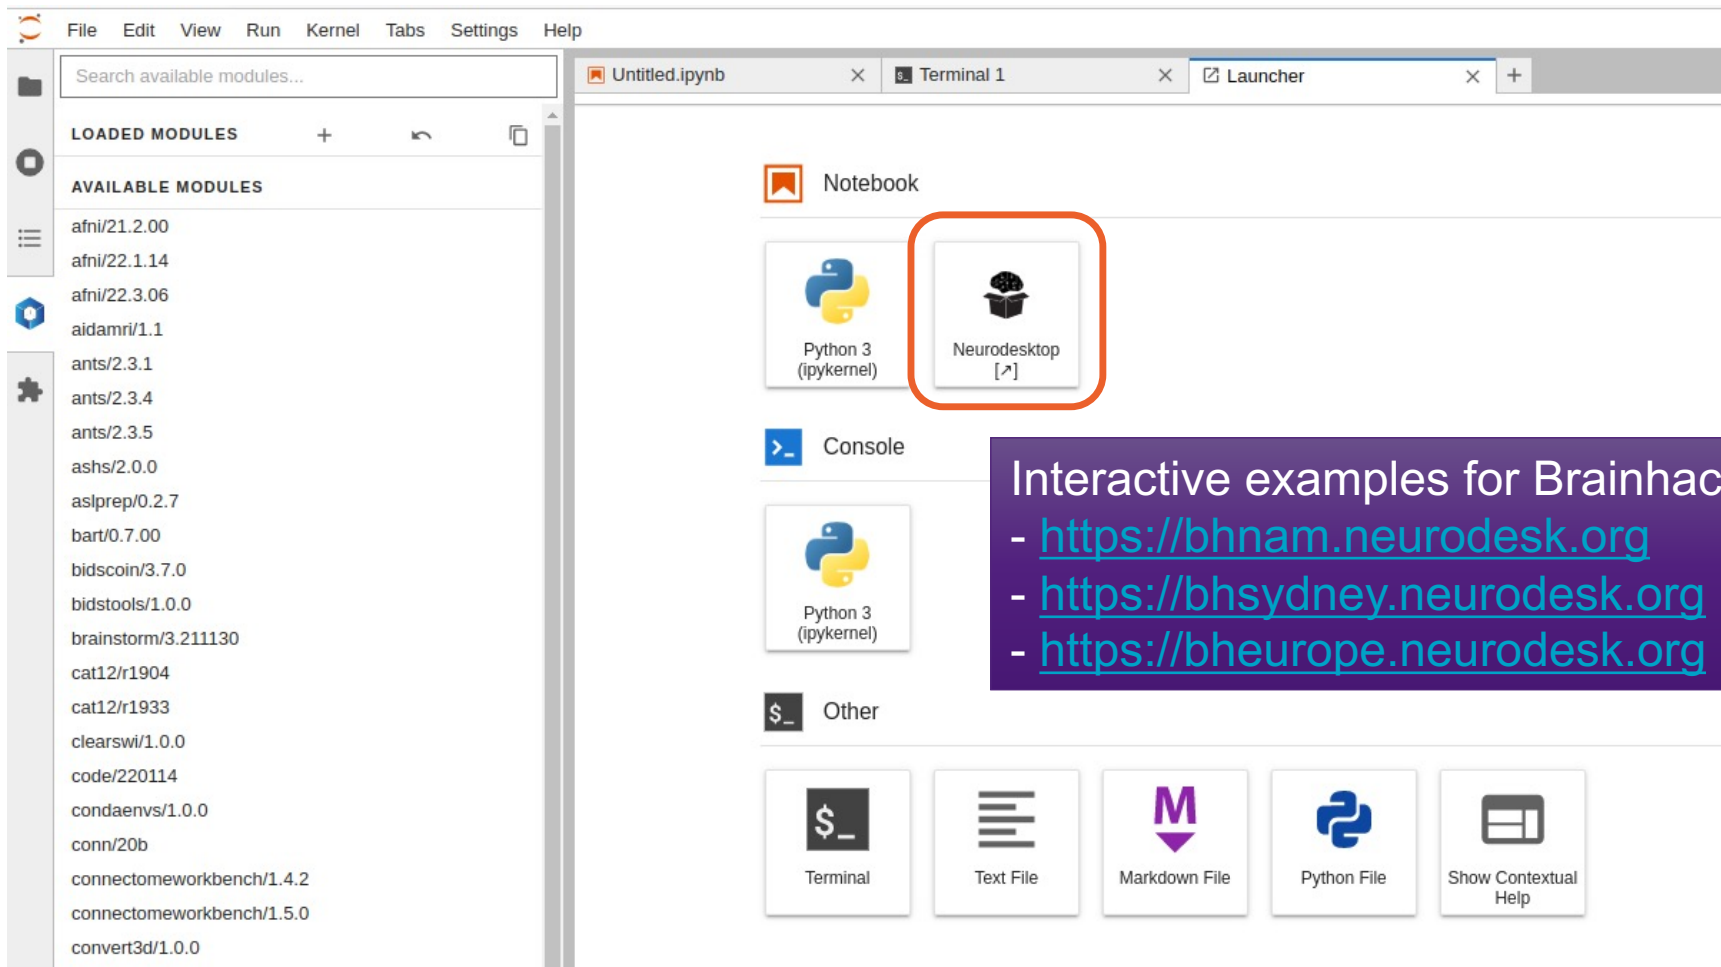 File Edit View Run Kernel Tabs Settings Help
Search available modules...
LOADED MODULES
AVAILABLE MODULES
afni/21.2.00
afni/22.1.14
afni/22.3.06
aidamri/1.1
ants/2.3.1
ants/2.3.4
ants/2.3.5
ashs/2.0.0
aslprep/0.2.7
bart/0.7.00
bidscoin/3.7.0
bidstools/1.0.0
brainstorm/3.211130
cat12/r1904
cat12/r1933
clearswi/1.0.0
code/220114
condaenvs/1.0.0
conn/20b
connectomeworkbench/1.4.2
connectomeworkbench/1.5.0
convert3d/1.0.0
Untitled.ipynb
Terminal 1
Launcher
Notebook
Python 3
(ipykernel)
Neurodesktop
[↗]
Console
Python 3
(ipykernel)
Interactive examples for Brainhac
- https://bhnam.neurodesk.org
- https://bhsydney.neurodesk.org
- https://bheurope.neurodesk.org
$_ Other
$_
Terminal
Text File
M
Markdown File
Python File
Show Contextual
Help